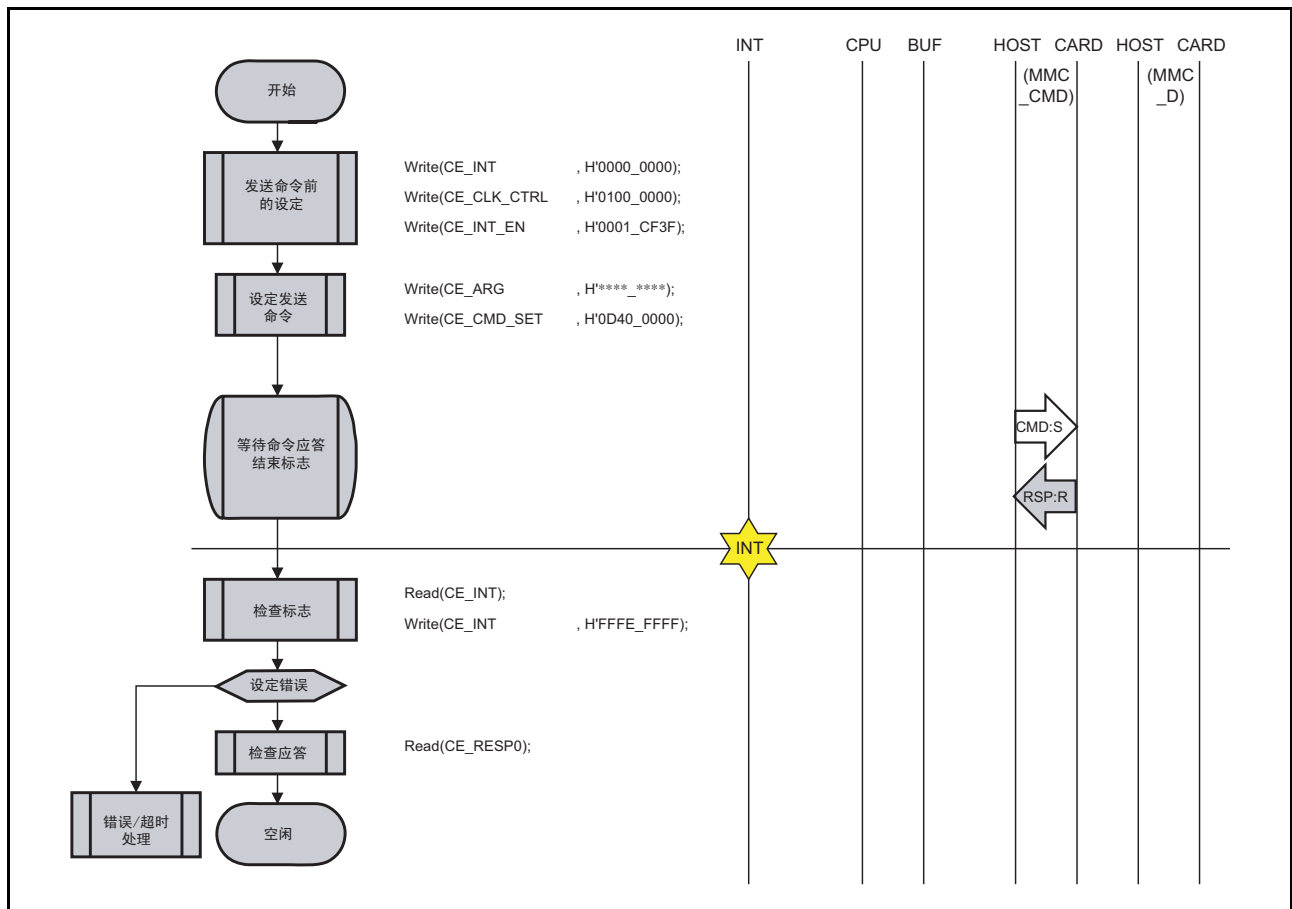 INT CPU BUF HOST CARD HOST CARD
(MMC
_CMD)
(MMC
_D)
开始
发送命令前
的设定
Write(CE_INT , H'0000_0000);
Write(CE_CLK_CTRL , H'0100_0000);
Write(CE_INT_EN , H'0001_CF3F);
设定发送
命令
Write(CE_ARG , H'****_****);
Write(CE_CMD_SET , H'0D40_0000);
等待命令应答
结束标志
CMD:S
RSP:R
INT
检查标志
Read(CE_INT);
Write(CE_INT , H'FFFE_FFFF);
设定错误
检查应答
Read(CE_RESP0);
错误/超时
处理
空闲